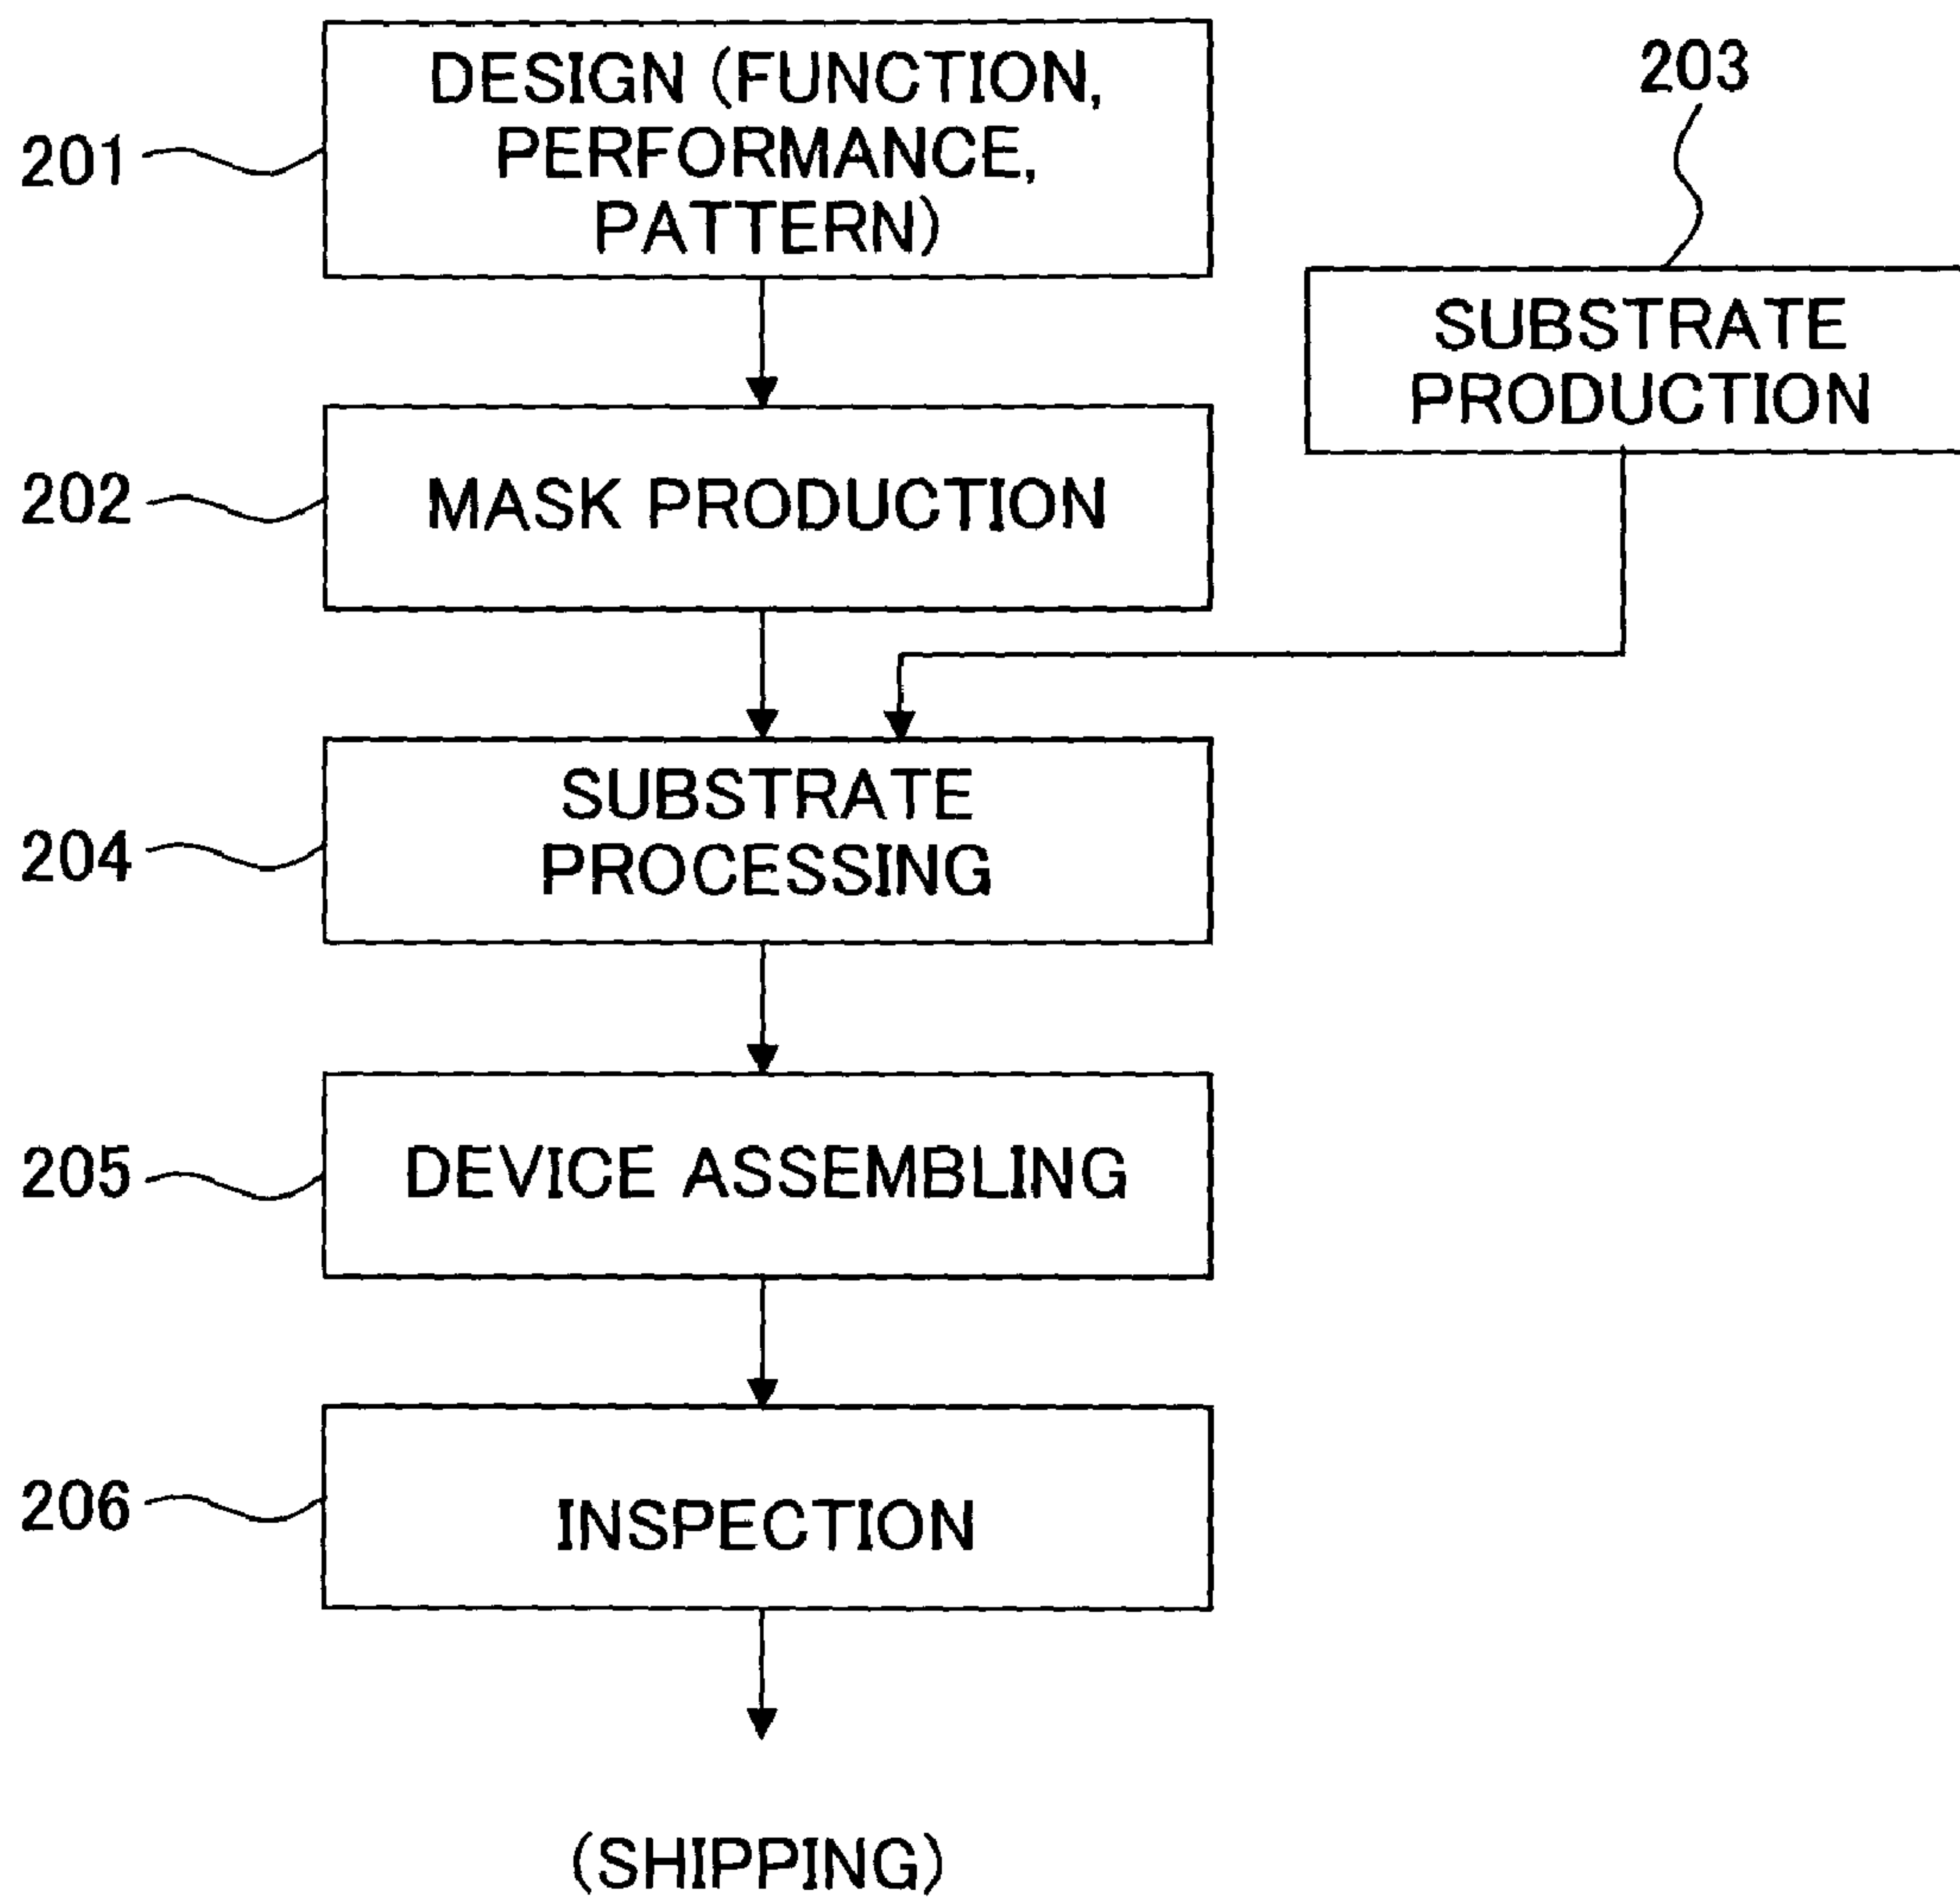 201
DESIGN (FUNCTION,
PERFORMANCE,
PATTERN)
203
SUBSTRATE
PRODUCTION
202
MASK PRODUCTION
204
SUBSTRATE
PROCESSING
205
DEVICE ASSEMBLING
206
INSPECTION
(SHIPPING)